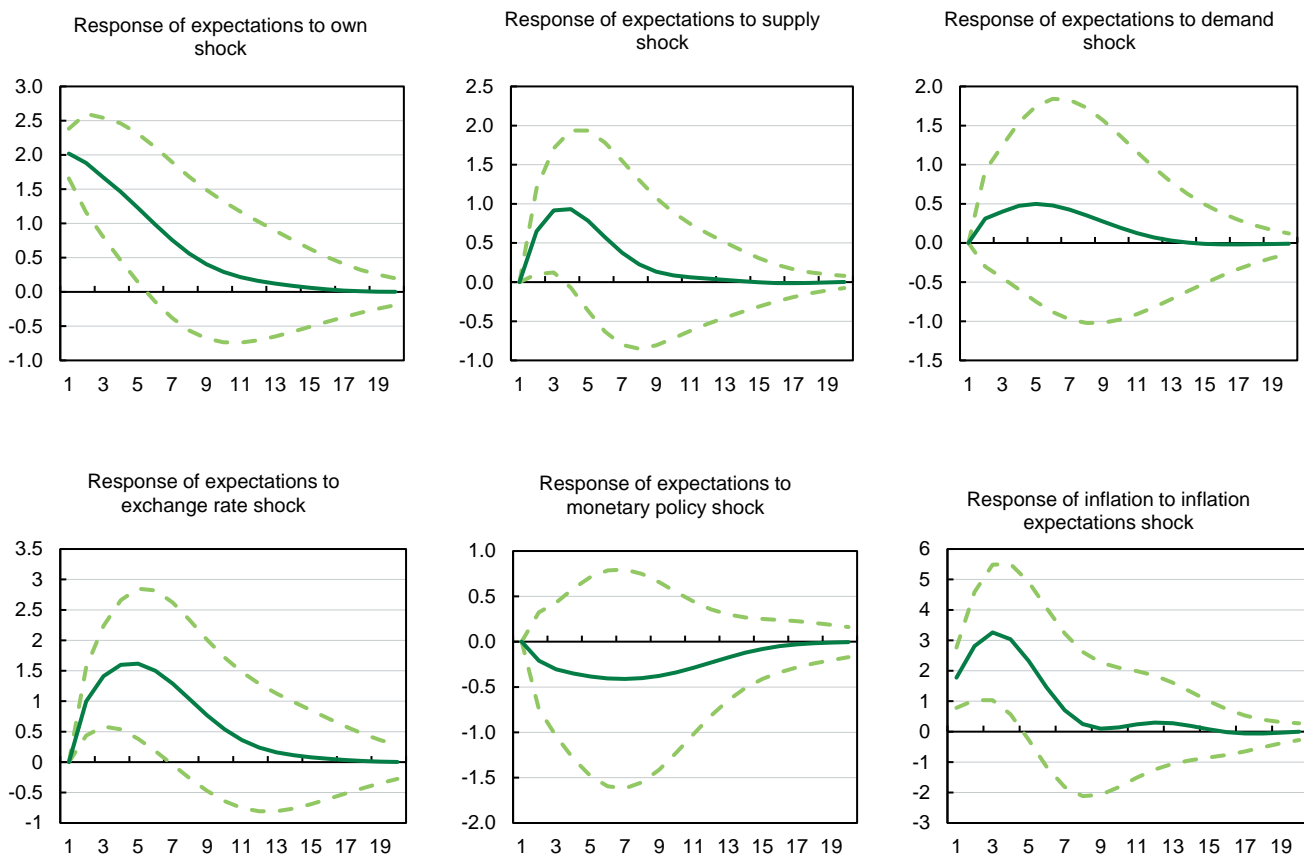 Response of expectations to own
shock
3.0
2.5
2.0
1.5
1.0
0.5
0.0
-0.5
-1.0
1 3 5 7 9 11 13 15 17 19
Response of expectations to supply
shock
2.5
2.0
1.5
1.0
0.5
0.0
-0.5
-1.0
1 3 5 7 9 11 13 15 17 19
Response of expectations to demand
shock
2.0
1.5
1.0
0.5
0.0
-0.5
-1.0
-1.5
1 3 5 7 9 11 13 15 17 19
Response of expectations to
exchange rate shock
3.5
3
2.5
2
1.5
1
0.5
0
-0.5
-1
1 3 5 7 9 11 13 15 17 19
Response of expectations to
monetary policy shock
1.0
0.5
0.0
-0.5
-1.0
-1.5
-2.0
1 3 5 7 9 11 13 15 17 19
Response of inflation to inflation
expectations shock
6
5
4
3
2
1
0
-1
-2
-3
1 3 5 7 9 11 13 15 17 19